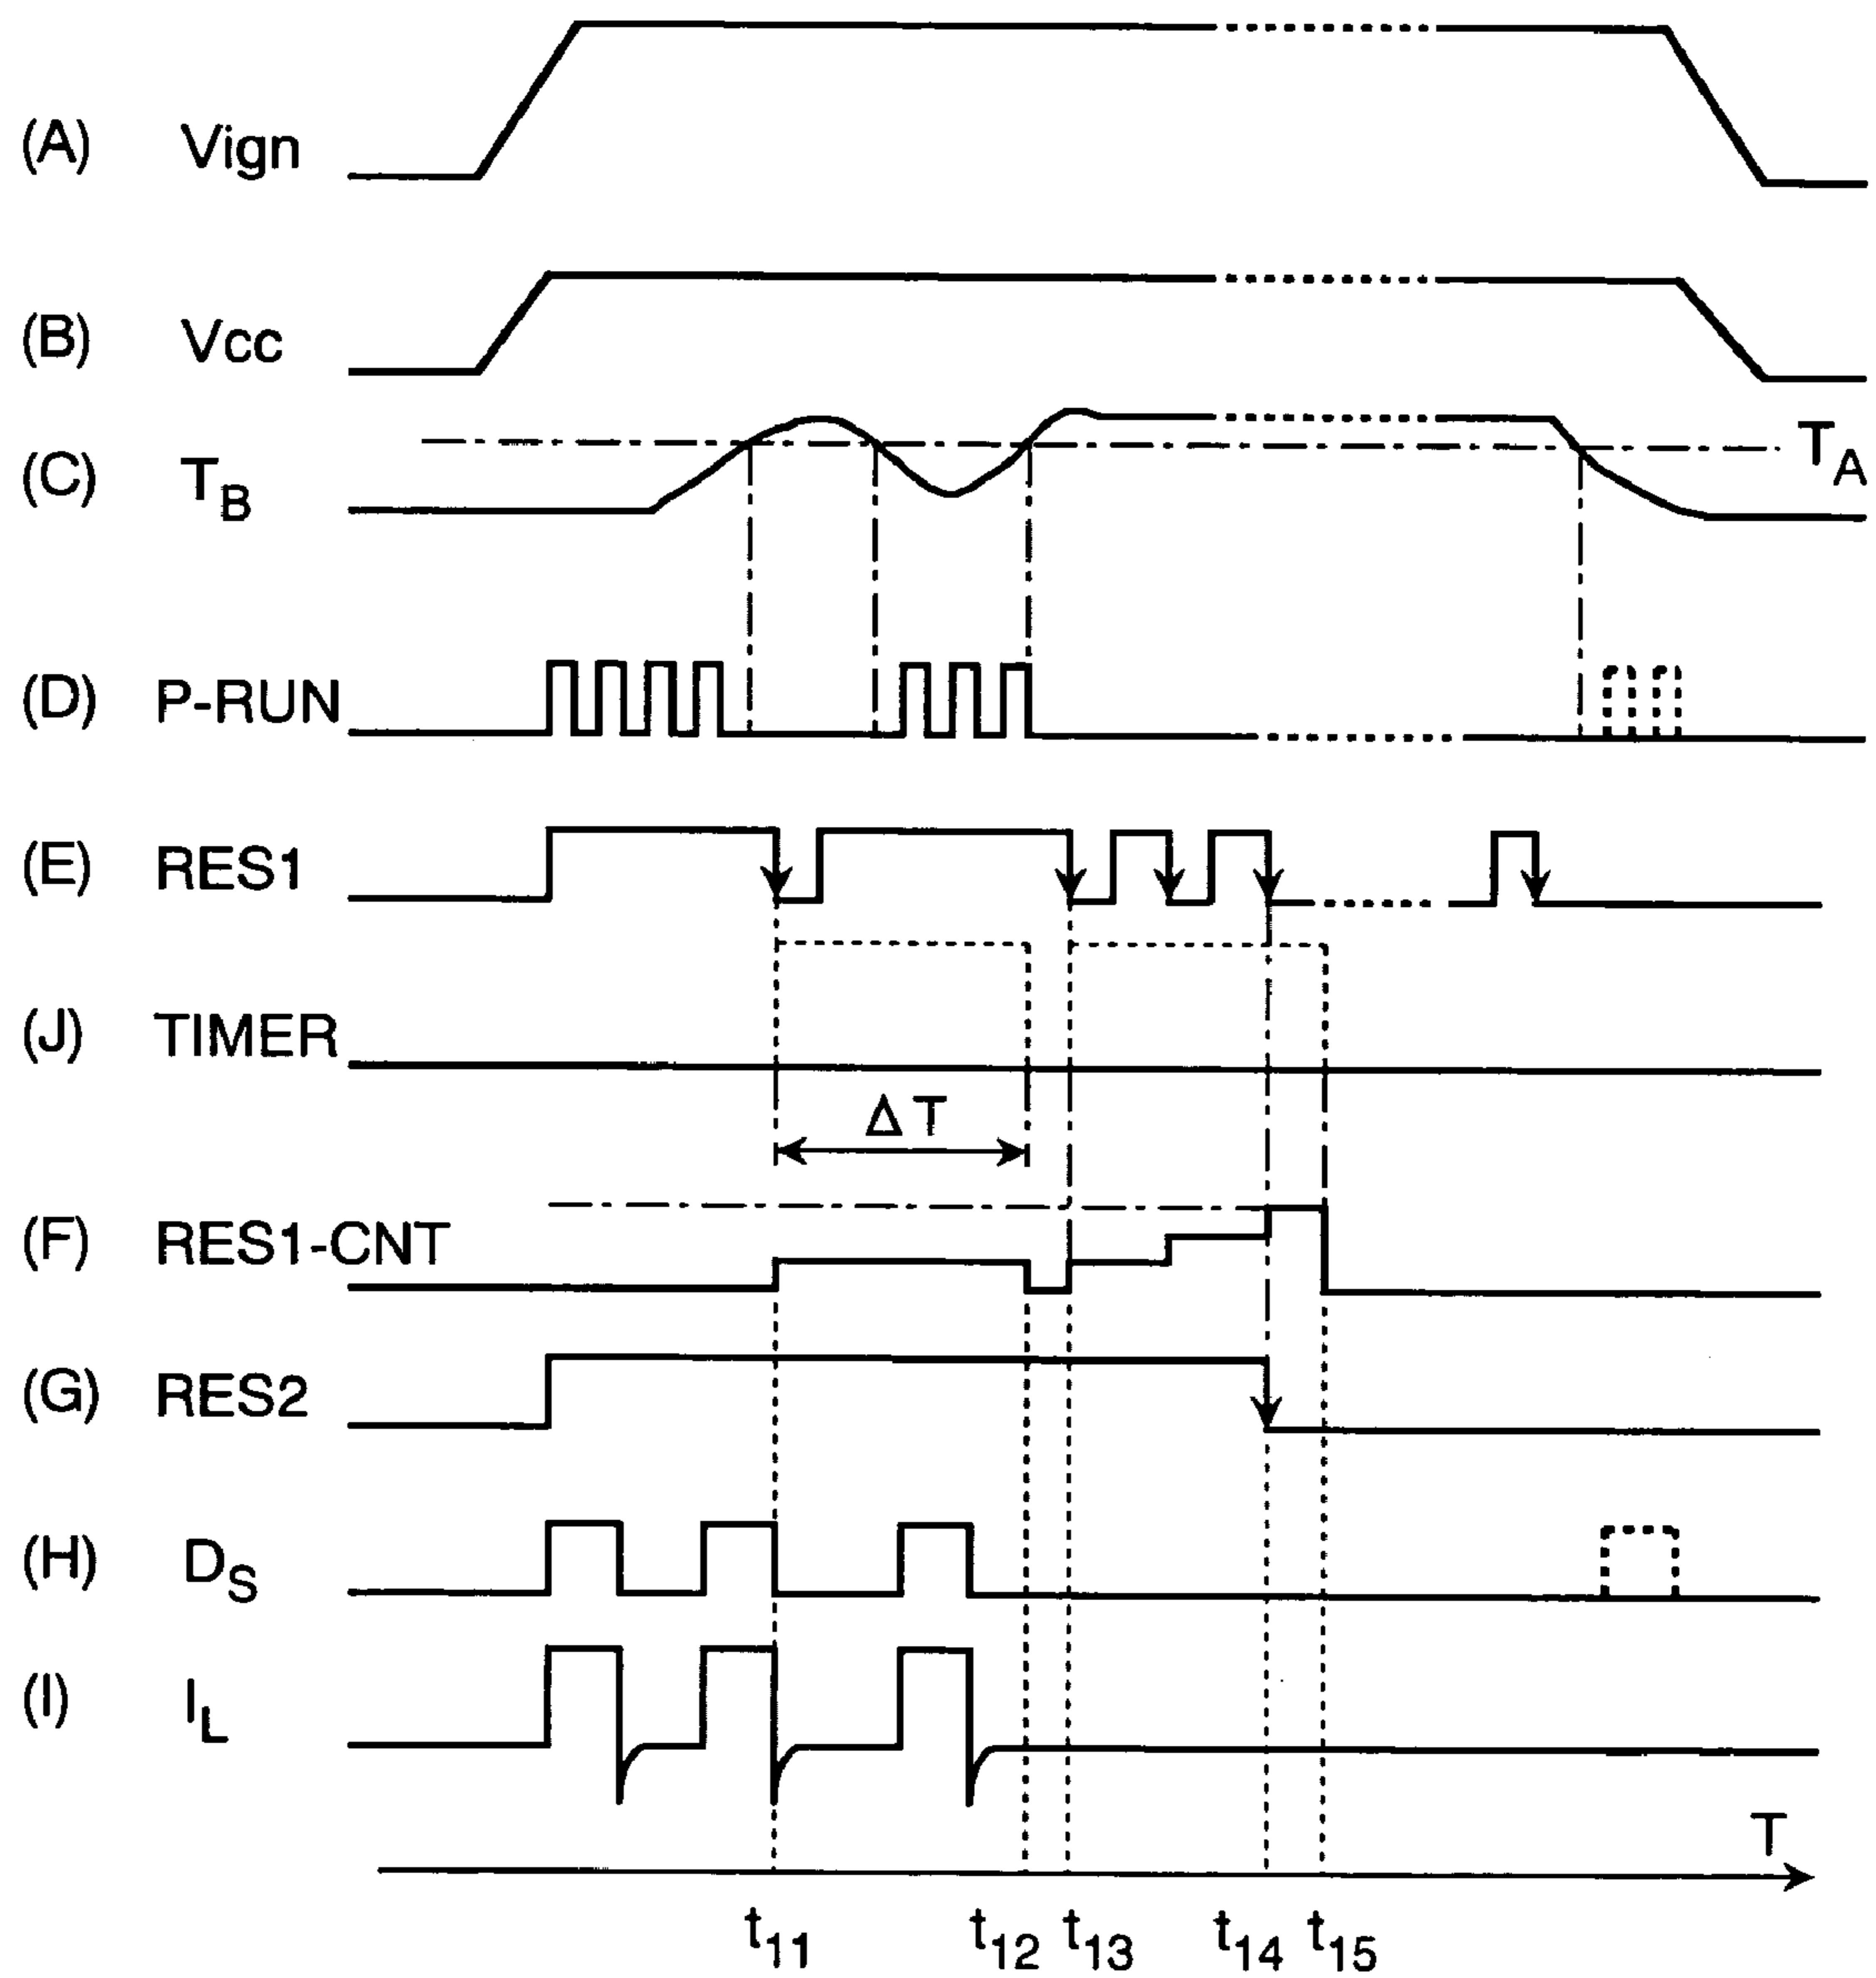 (A) Vign
(B) Vcc
(C) T_B T_A
(D) P-RUN
(E) RES1
(J) TIMER
ΔT
(F) RES1-CNT
(G) RES2
(H) D_S
(I) I_L
T
t_11 t_12 t_13 t_14 t_15